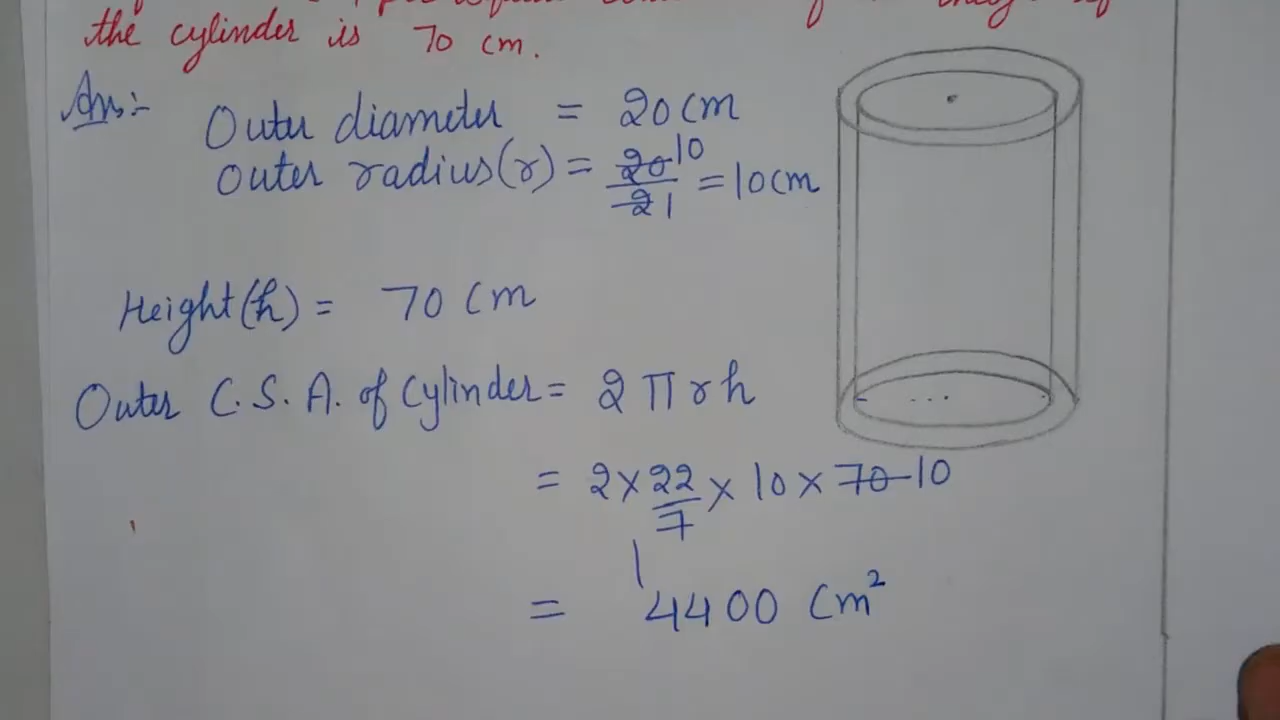 the cylinder is 70 cm.
Ans:-
Outer diameter = 20 cm
Outer radius(r) = 20 10 / 2 1 = 10 cm
Height(h) = 70 cm
Outer C.S.A. of Cylinder = 2πrh
= 2 × 22/7 × 10 × 70 10
1
= 4400 cm²